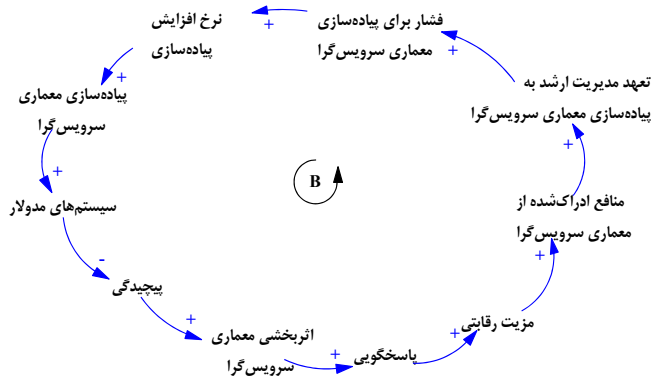 فشار برای پیاده‌سازی
معماری سرویس‌گرا
+
نرخ افزایش
پیاده‌سازی
+
پیاده‌سازی معماری
سرویس‌گرا
+
سیستم‌های مدولار
+
-
پیچیدگی
+
اثربخشی معماری
سرویس‌گرا
+
پاسخگویی
+
مزیت رقابتی
+
منافع ادراک‌شده از
معماری سرویس‌گرا
+
تعهد مدیریت ارشد به
پیاده‌سازی معماری سرویس‌گرا
B